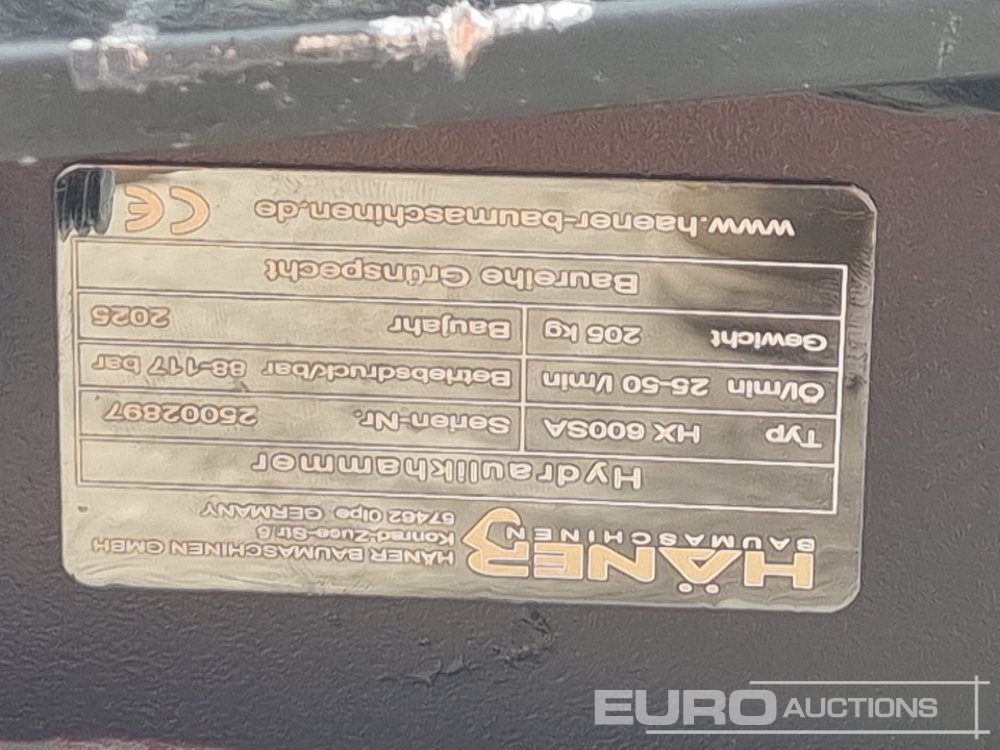 HÄNER
BAUMASCHINEN
HÄNER BAUMASCHINEN GMBH
Konrad-Zuse-Str. 5
57462 Olpe GERMANY
Hydraulikhammer
Typ HX 600SA Serien-Nr. 25002897
Öl/min 25-50 l/min Betriebsdruck/bar 88-117 bar
Gewicht 205 kg Baujahr 2025
Baureihe Grünspecht
www.haener-baumaschinen.de CE
EURO AUCTIONS